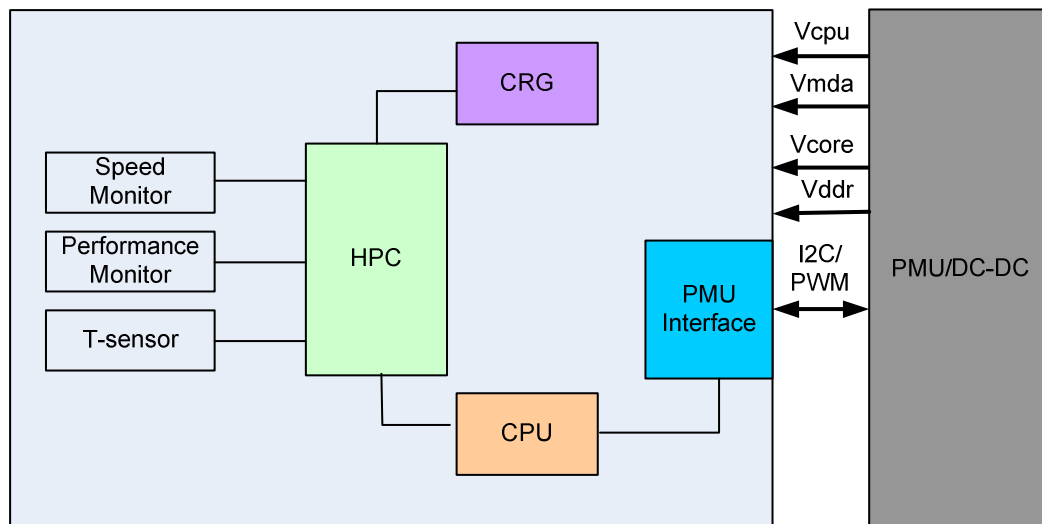 Vcpu
CRG
Vmda
Vcore
Speed
Monitor
Vddr
Performance
Monitor
HPC
I2C/
PWM
PMU/DC-DC
PMU
Interface
T-sensor
CPU